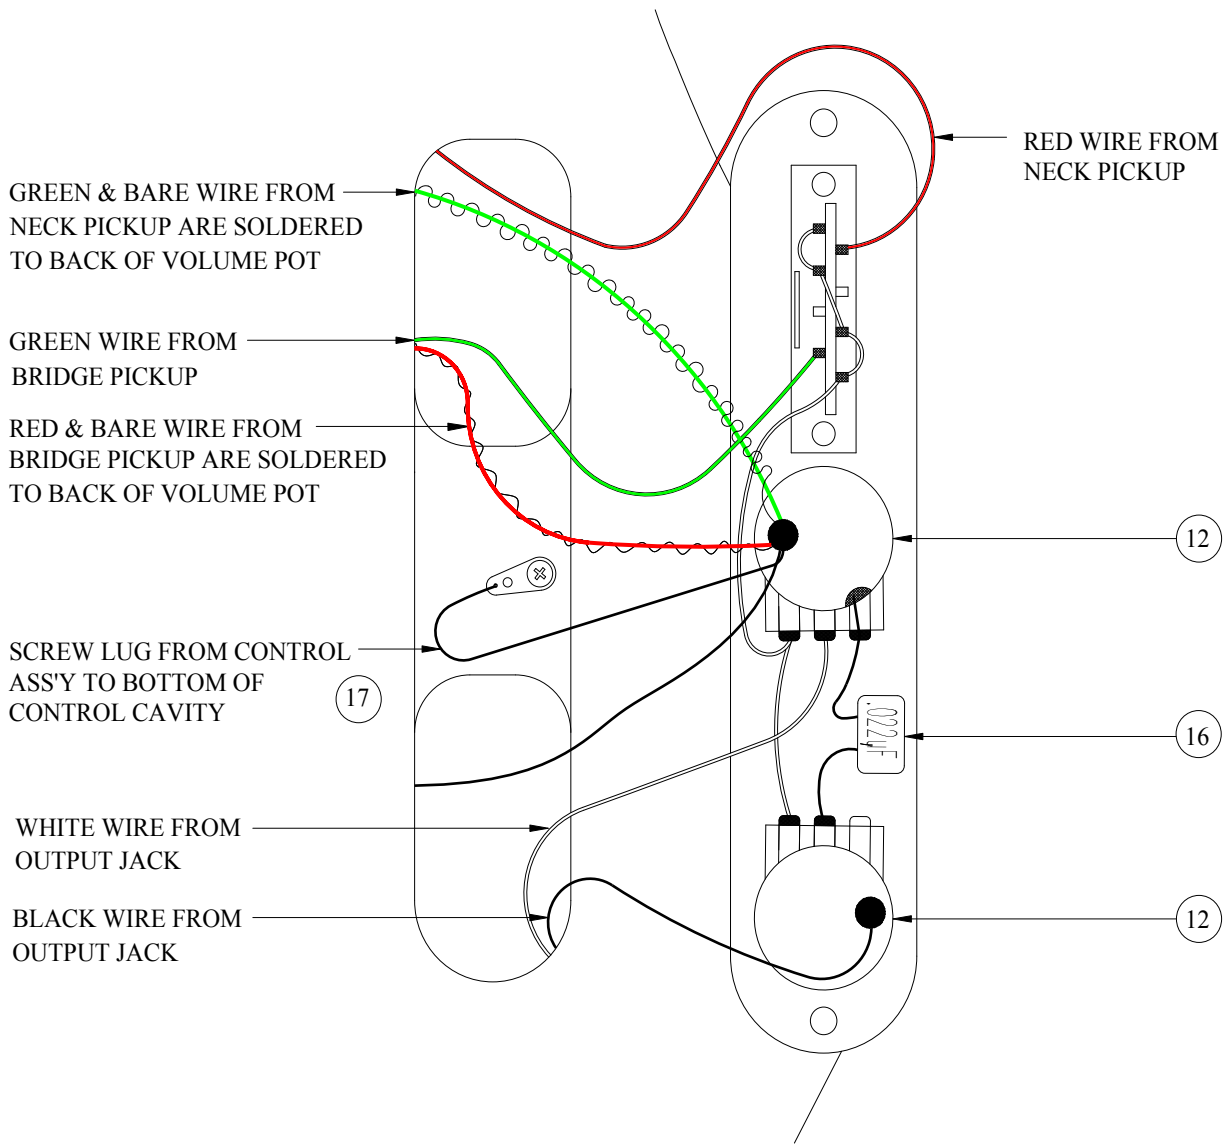 RED WIRE FROM
NECK PICKUP
GREEN & BARE WIRE FROM
NECK PICKUP ARE SOLDERED
TO BACK OF VOLUME POT
GREEN WIRE FROM
BRIDGE PICKUP
RED & BARE WIRE FROM
BRIDGE PICKUP ARE SOLDERED
TO BACK OF VOLUME POT
12
SCREW LUG FROM CONTROL
ASS'Y TO BOTTOM OF
CONTROL CAVITY
17
.022µF
16
WHITE WIRE FROM
OUTPUT JACK
BLACK WIRE FROM
OUTPUT JACK
12